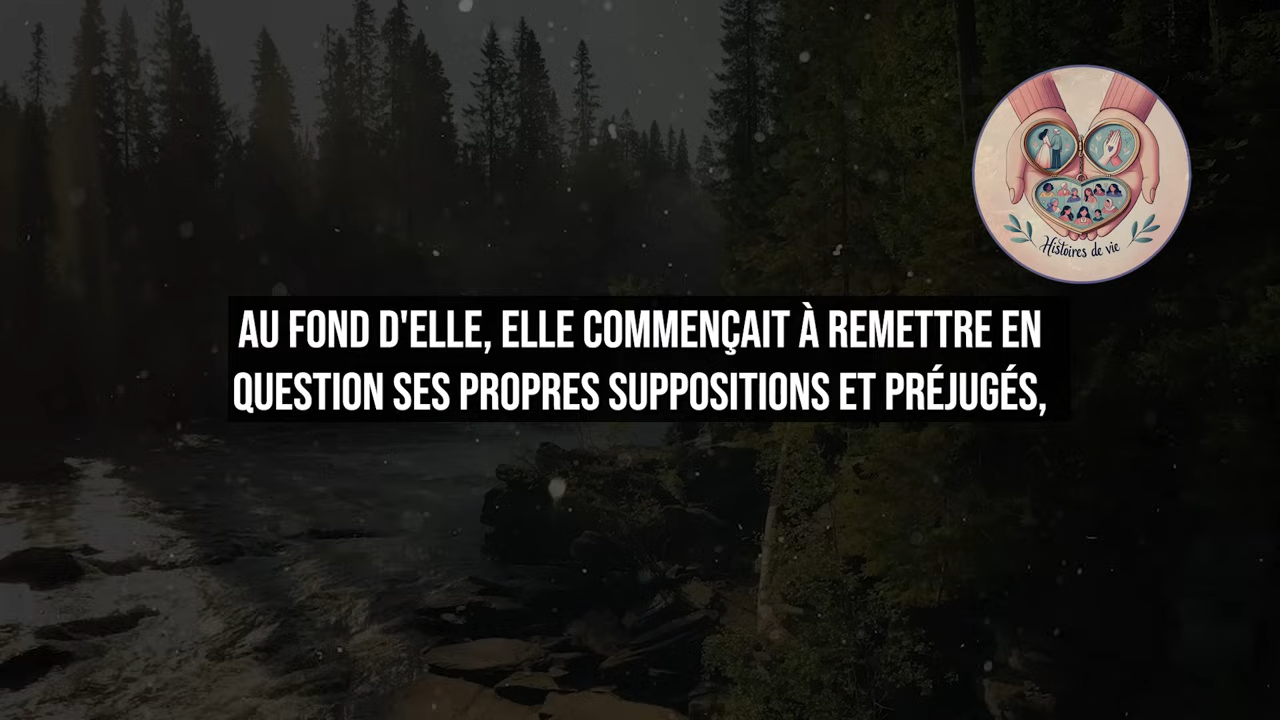 Histoires de vie
AU FOND D'ELLE, ELLE COMMENÇAIT À REMETTRE EN
QUESTION SES PROPRES SUPPOSITIONS ET PRÉJUGÉS,